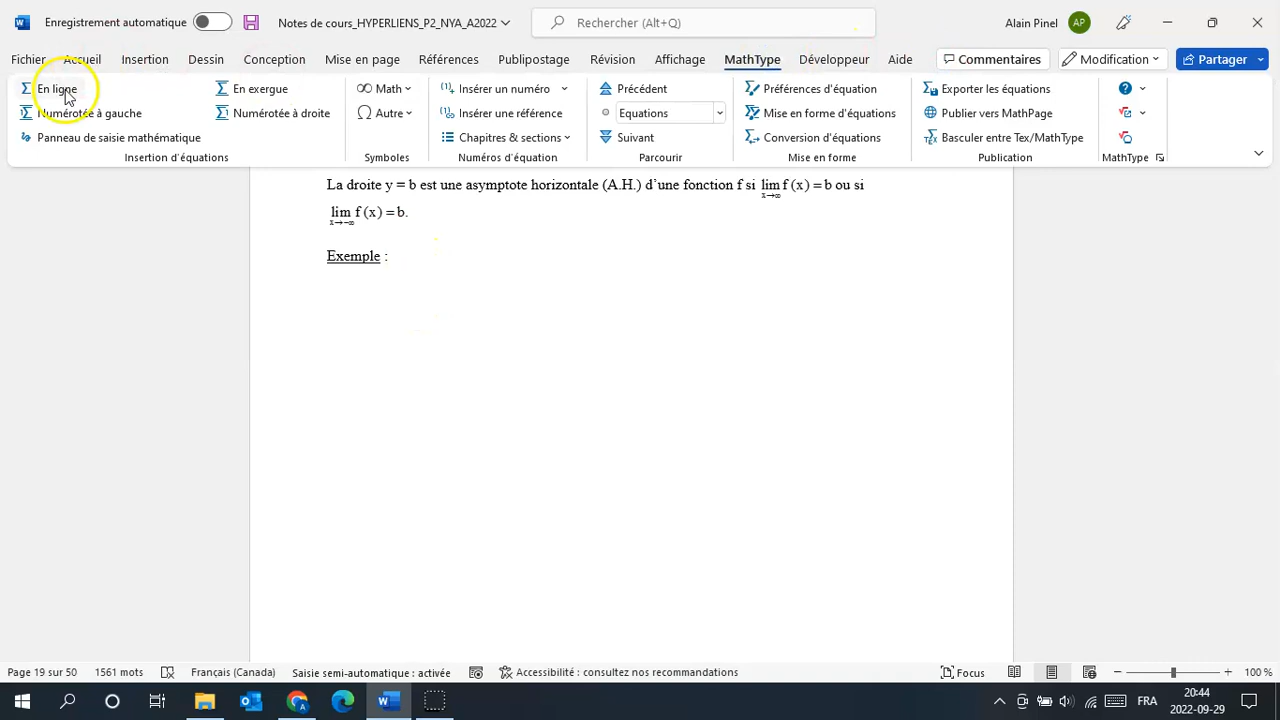 Enregistrement automatique
Notes de cours_HYPERLIENS_P2_NYA_A2022
Rechercher (Alt+Q)
Alain Pinel
AP
Fichier Accueil Insertion Dessin Conception Mise en page Références Publipostage Révision Affichage MathType Développeur Aide
Commentaires
Modification
Partager
En ligne
En exergue
Math
Insérer un numéro
Précédent
Préférences d'équations
Exporter les équations
Numérotée à gauche
Numérotée à droite
Autre
Insérer une référence
Equations
Mise en forme d'équations
Publier vers MathPage
Panneau de saisie mathématique
Chapitres & sections
Suivant
Conversion d'équations
Basculer entre Tex/MathType
Insertion d'équations
Symboles
Numéros d'équation
Parcourir
Mise en forme
Publication
MathType
La droite y = b est une asymptote horizontale (A.H.) d’une fonction f si lim x→∞ f (x) = b ou si
lim x→−∞ f (x) = b.
Exemple :
Page 19 sur 50
1561 mots
Français (Canada)
Saisie semi-automatique : activée
Accessibilité : consultez nos recommandations
Focus
100 %
FRA
20:44
2022-09-29